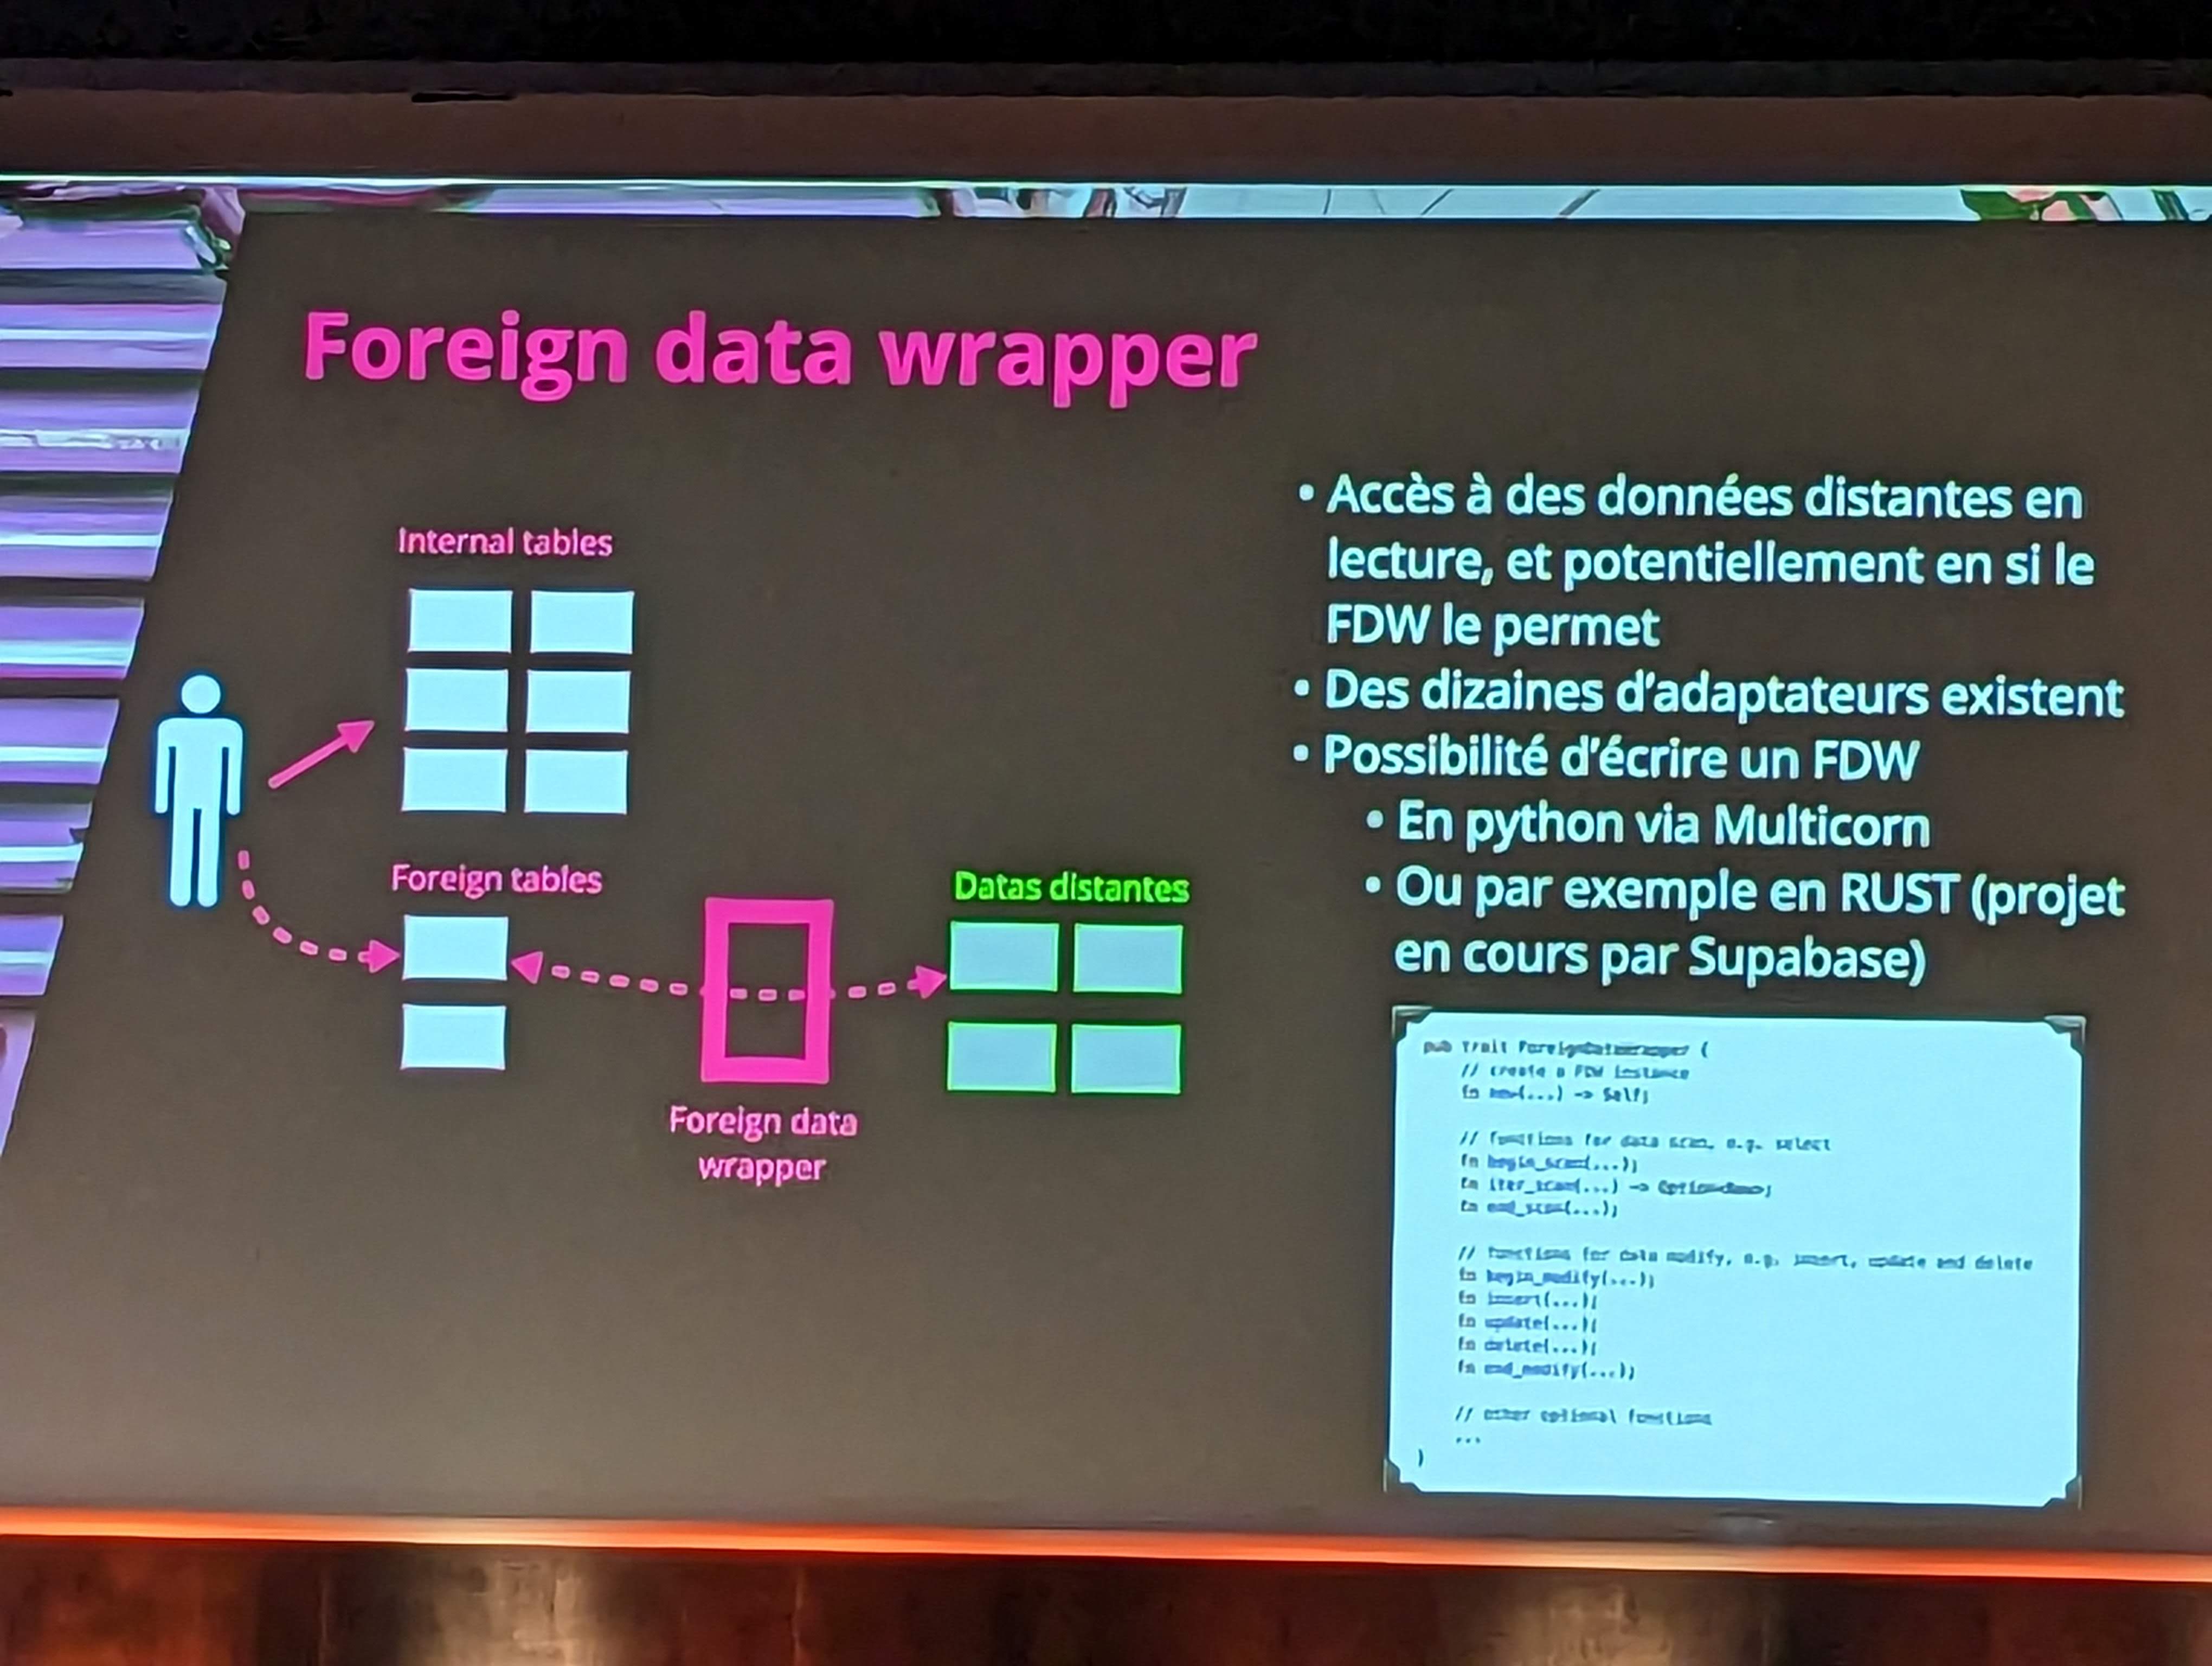 Foreign data wrapper
Internal tables
Foreign tables
Datas distantes
Foreign data
wrapper
• Accès à des données distantes en
lecture, et potentiellement en si le
FDW le permet
• Des dizaines d'adaptateurs existent
• Possibilité d'écrire un FDW
• En python via Multicorn
• Ou par exemple en RUST (projet
en cours par Supabase)
pub trait ForeignDataWrapper {
// create a FDW instance
fn new(...) -> Self;
// functions for data scan, e.g. select
fn begin_scan(...);
fn iter_scan(...) ->
fn end_scan(...);
// functions for data modify, e.g. insert, update and delete
fn begin_modify(...);
fn insert(...);
fn update(...);
fn delete(...);
fn end_modify(...);
// other optional functions
...
}